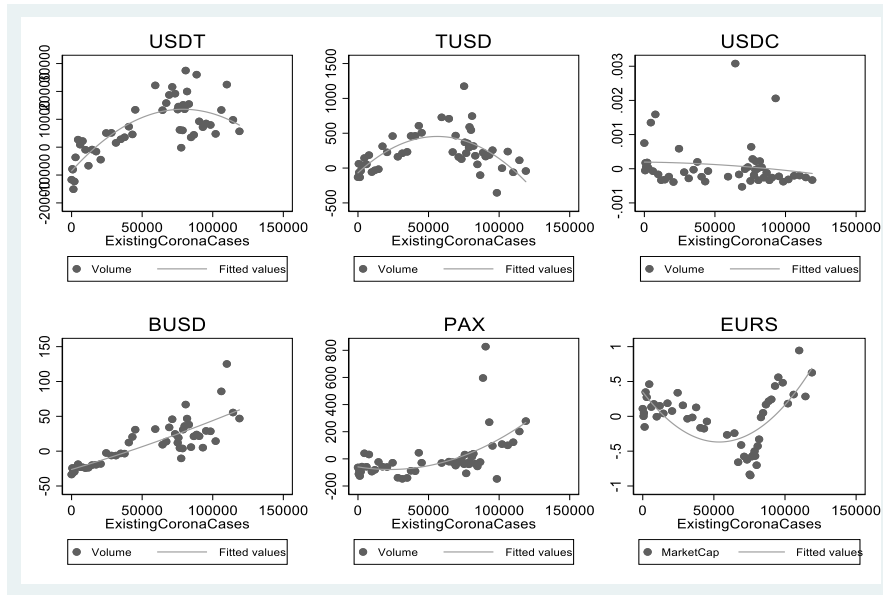 USDT
-200000 -100000 0 100000 200000 300000
0 50000 100000 150000
ExistingCoronaCases
Volume Fitted values
TUSD
-500 0 500 1000 1500
0 50000 100000 150000
ExistingCoronaCases
Volume Fitted values
USDC
-.001 0 .001 .002 .003
0 50000 100000 150000
ExistingCoronaCases
Volume Fitted values
BUSD
-50 0 50 100 150
0 50000 100000 150000
ExistingCoronaCases
Volume Fitted values
PAX
-200 0 200 400 600 800
0 50000 100000 150000
ExistingCoronaCases
Volume Fitted values
EURS
-1 -.5 0 .5 1
0 50000 100000 150000
ExistingCoronaCases
MarketCap Fitted values